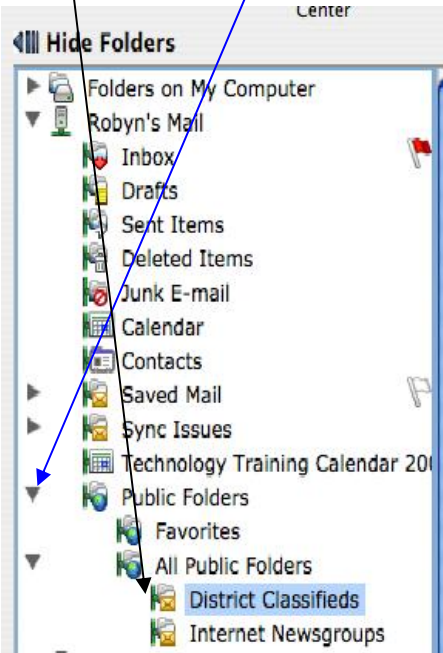 Center
Hide Folders
Folders on My Computer
Robyn's Mail
Inbox
Drafts
Sent Items
Deleted Items
Junk E-mail
Calendar
Contacts
Saved Mail
Sync Issues
Technology Training Calendar 200
Public Folders
Favorites
All Public Folders
District Classifieds
Internet Newsgroups